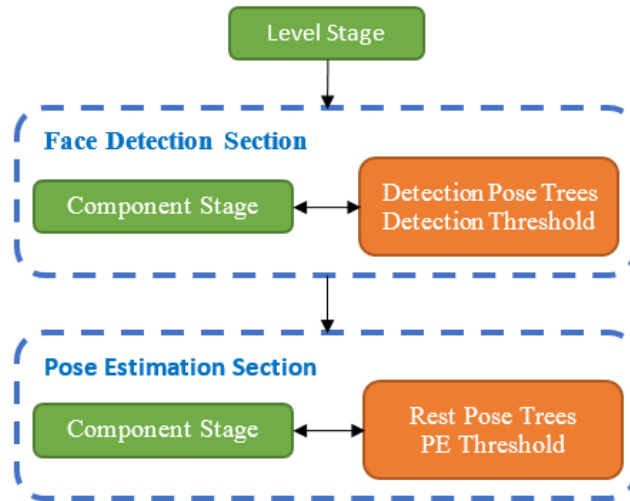 Level Stage
Face Detection Section
Component Stage
Detection Pose Trees
Detection Threshold
Pose Estimation Section
Component Stage
Rest Pose Trees
PE Threshold